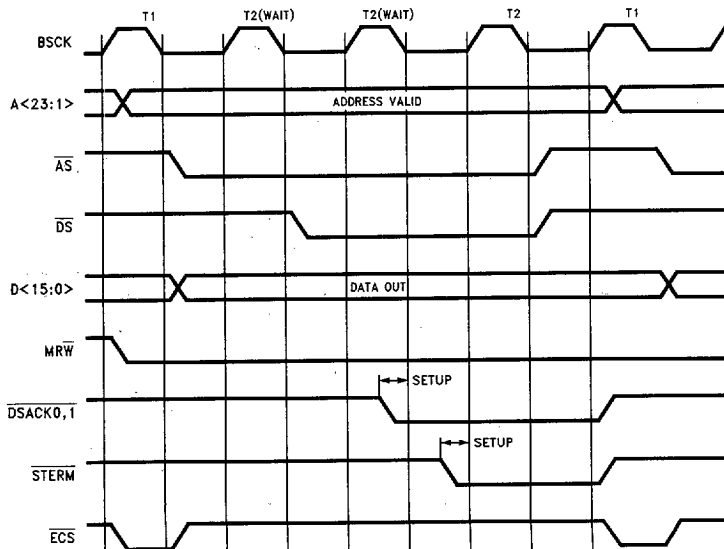 T1 T2(WAIT) T2(WAIT) T2 T1
BSCK
A<23:1> ADDRESS VALID
AS
DS
D<15:0> DATA OUT
MRW
SETUP
DSACK0,1
SETUP
STERM
ECS